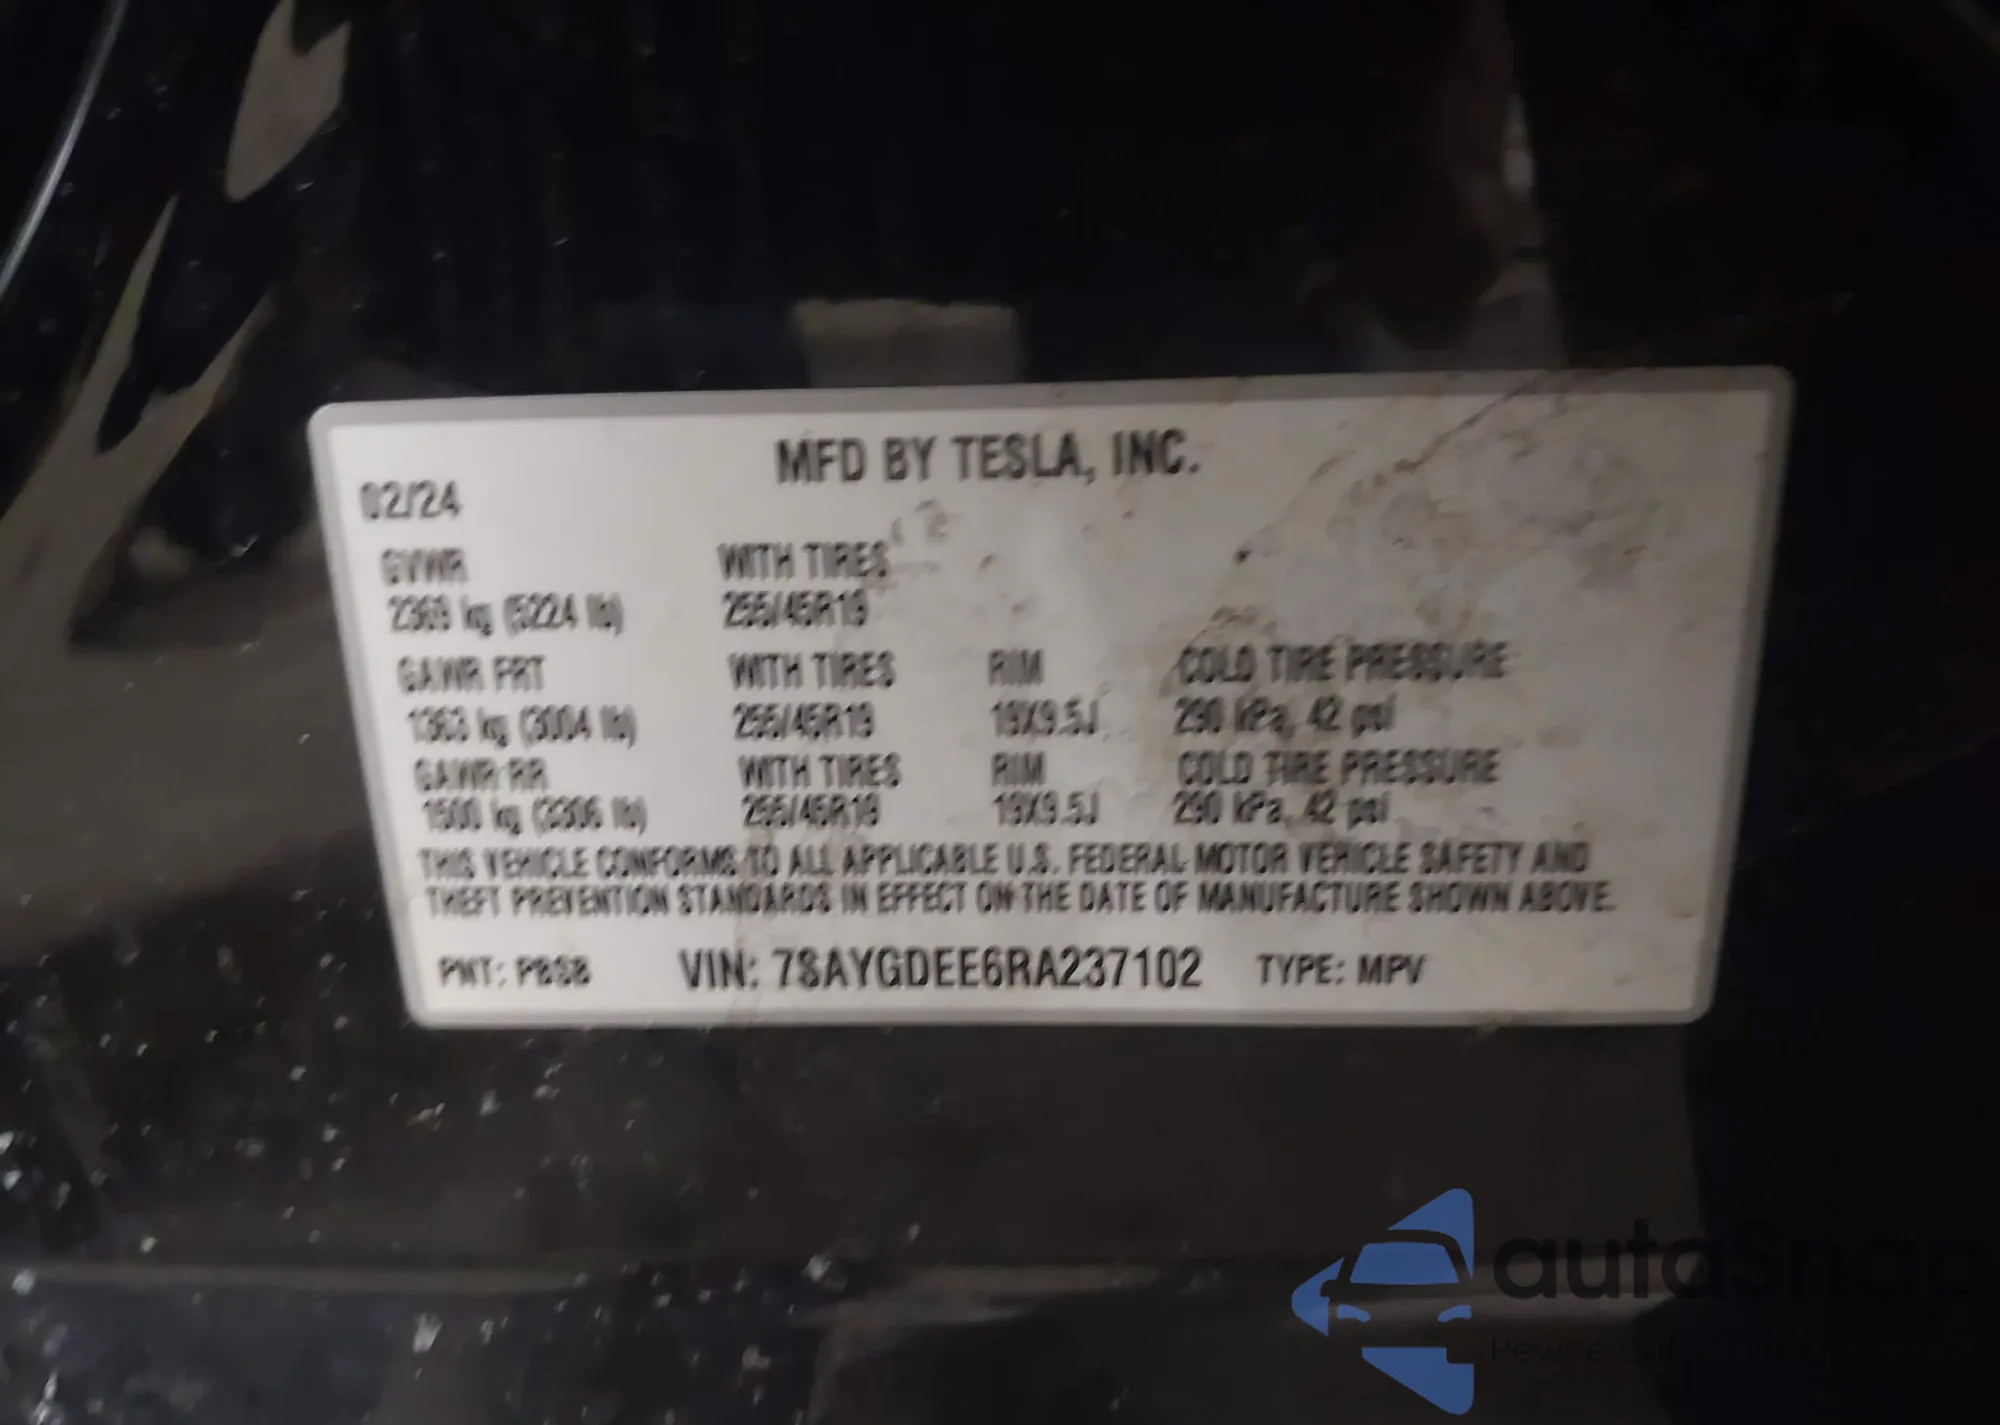 MFD BY TESLA, INC.
02/24
GVWR WITH TIRES
2369 kg (5224 lb) 255/45R19
GAWR FRT WITH TIRES RIM COLD TIRE PRESSURE
1363 kg (3004 lb) 255/45R19 19X9.5J 290 kPa, 42 psi
GAWR RR WITH TIRES RIM COLD TIRE PRESSURE
1500 kg (3306 lb) 255/45R19 19X9.5J 290 kPa, 42 psi
THIS VEHICLE CONFORMS TO ALL APPLICABLE U.S. FEDERAL MOTOR VEHICLE SAFETY AND
THEFT PREVENTION STANDARDS IN EFFECT ON THE DATE OF MANUFACTURE SHOWN ABOVE.
PNT: PBSB VIN: 7SAYGDEE6RA237102 TYPE: MPV
autasnap
Pewne